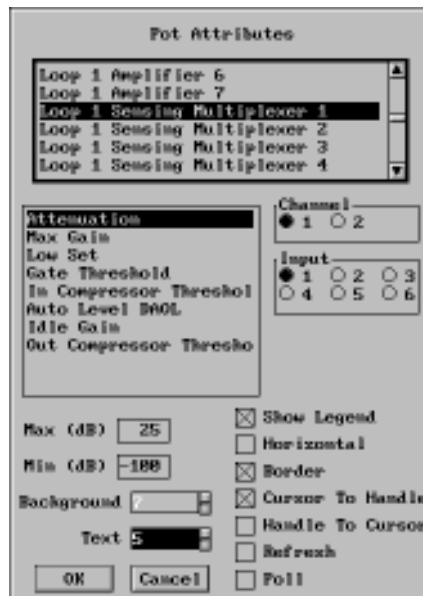 Pot Attributes
Loop 1 Amplifier 6
Loop 1 Amplifier 7
Loop 1 Sensing Multiplexer 1
Loop 1 Sensing Multiplexer 2
Loop 1 Sensing Multiplexer 3
Loop 1 Sensing Multiplexer 4
Attenuation
Max Gain
Low Set
Gate Threshold
In Compressor Threshol
Auto Level DAOL
Idle Gain
Out Compressor Thresho
Channel
1 2
Input
1 2 3
4 5 6
Max (dB) 25
Min (dB) -100
Background 7
Text 5
Show Legend
Horizontal
Border
Cursor To Handle
Handle To Cursor
Refresh
Poll
OK Cancel